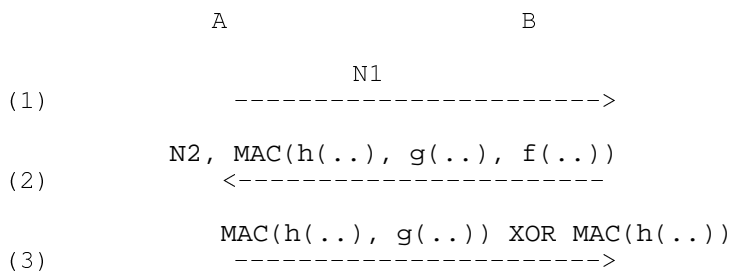 A B
N1
(1) ----------------------->
N2, MAC(h(..), g(..), f(..))
(2) <-----------------------
MAC(h(..), g(..)) XOR MAC(h(..))
(3) ----------------------->